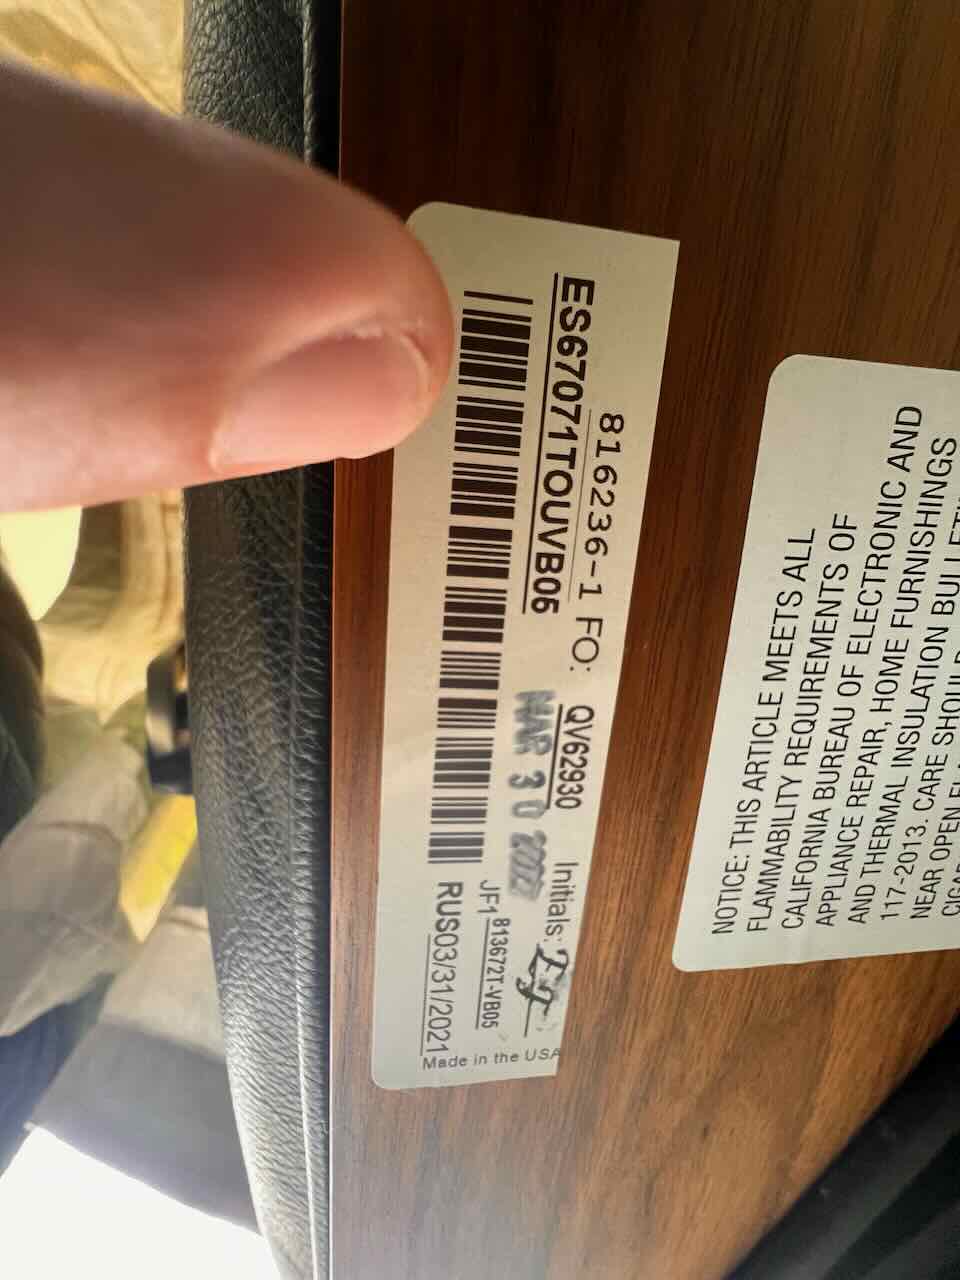 816236-1 FO: QV62930 Initials:
ES67071TOUVB06
MAR 30
JF1 813672T-VB05
RUS03/31/2021
Made in the USA
NOTICE: THIS ARTICLE MEETS ALL
FLAMMABILITY REQUIREMENTS OF
CALIFORNIA BUREAU OF ELECTRONIC AND
APPLIANCE REPAIR, HOME FURNISHINGS
AND THERMAL INSULATION
117-2013. CARE SHOULD
NEAR OPEN